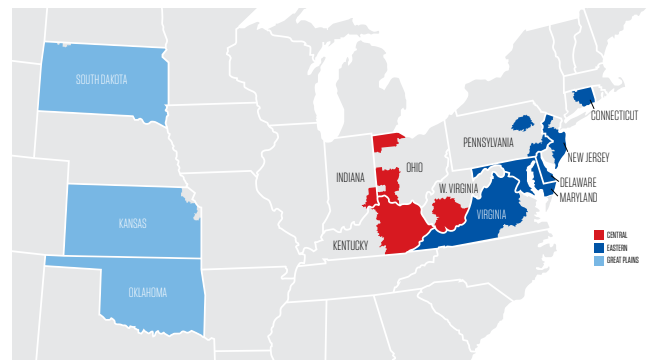 SOUTH DAKOTA
CONNECTICUT
PENNSYLVANIA
NEW JERSEY
OHIO
INDIANA
DELAWARE
W. VIRGINIA
MARYLAND
KANSAS
VIRGINIA
KENTUCKY
CENTRAL
EASTERN
GREAT PLAINS
OKLAHOMA